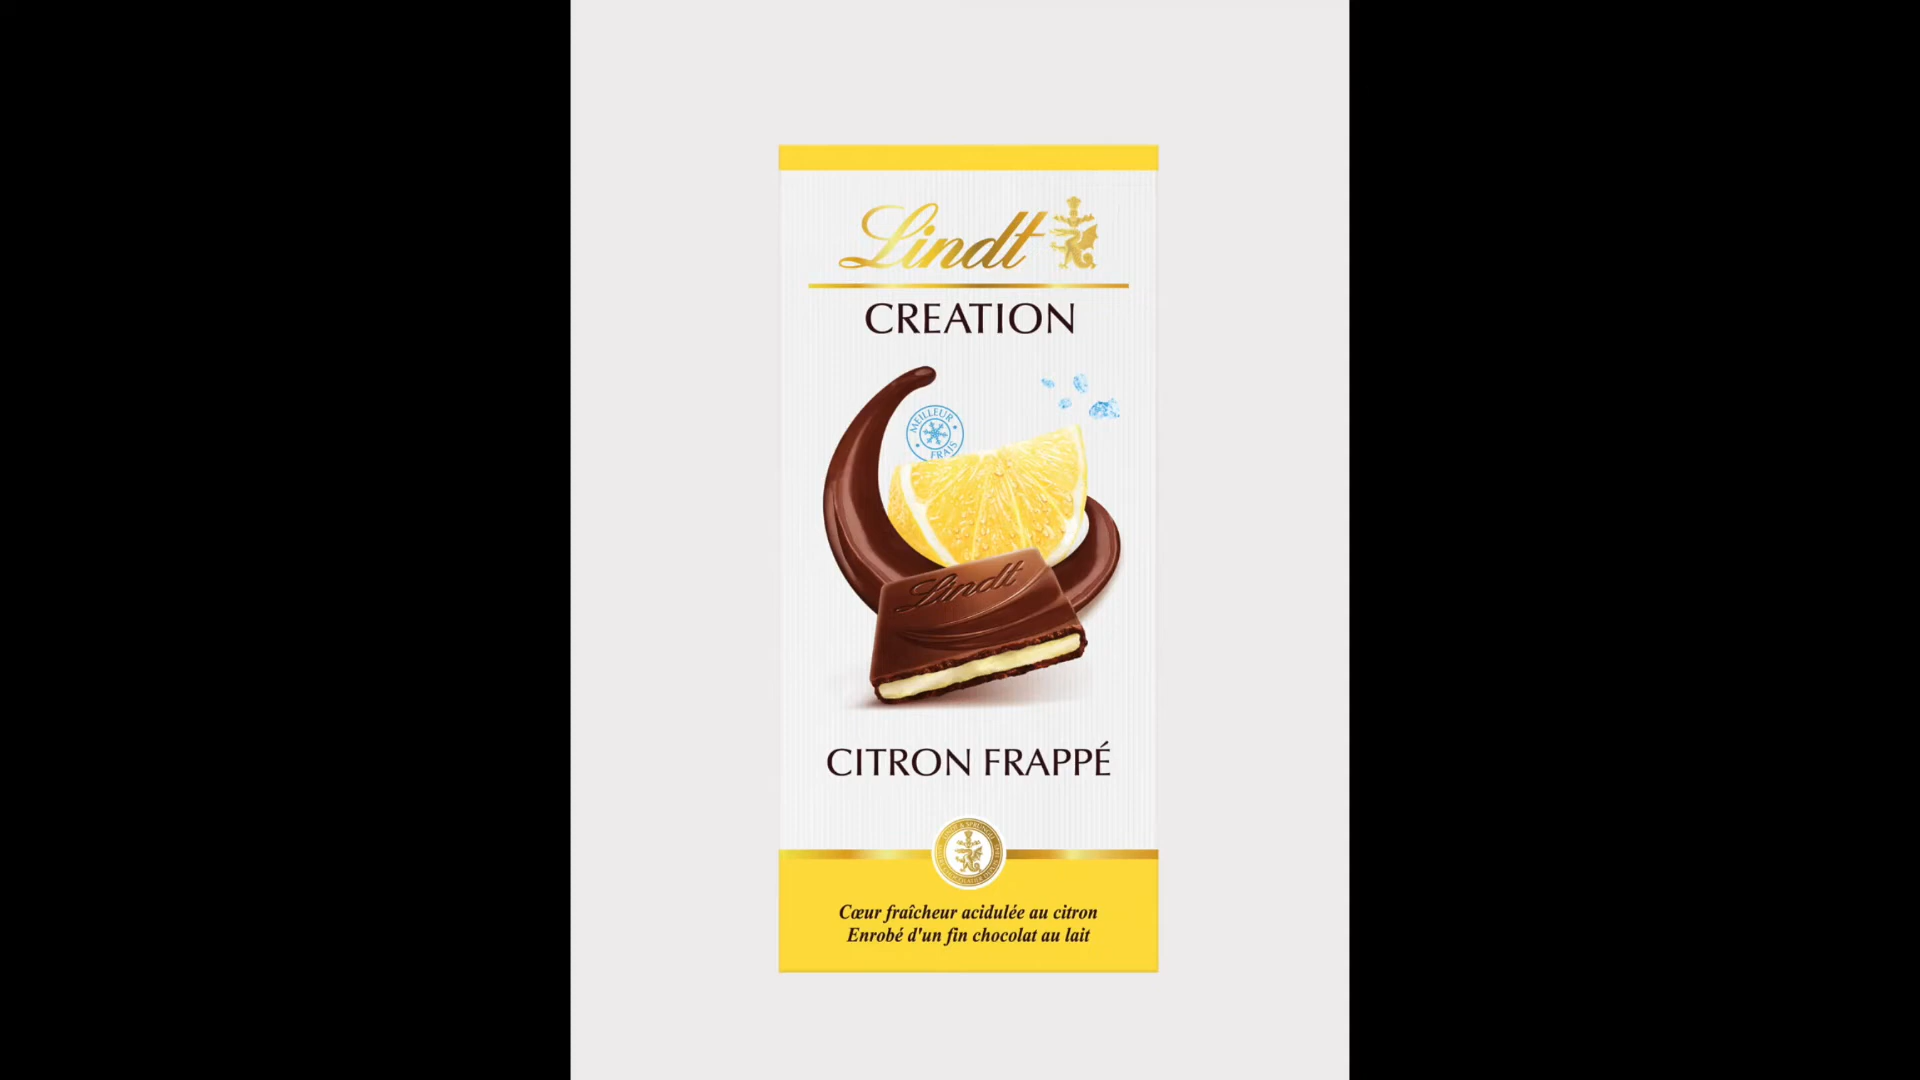 Lindt
CREATION
MEILLEUR
FRAIS
Lindt
CITRON FRAPPÉ
Cœur fraîcheur acidulée au citron
Enrobé d'un fin chocolat au lait